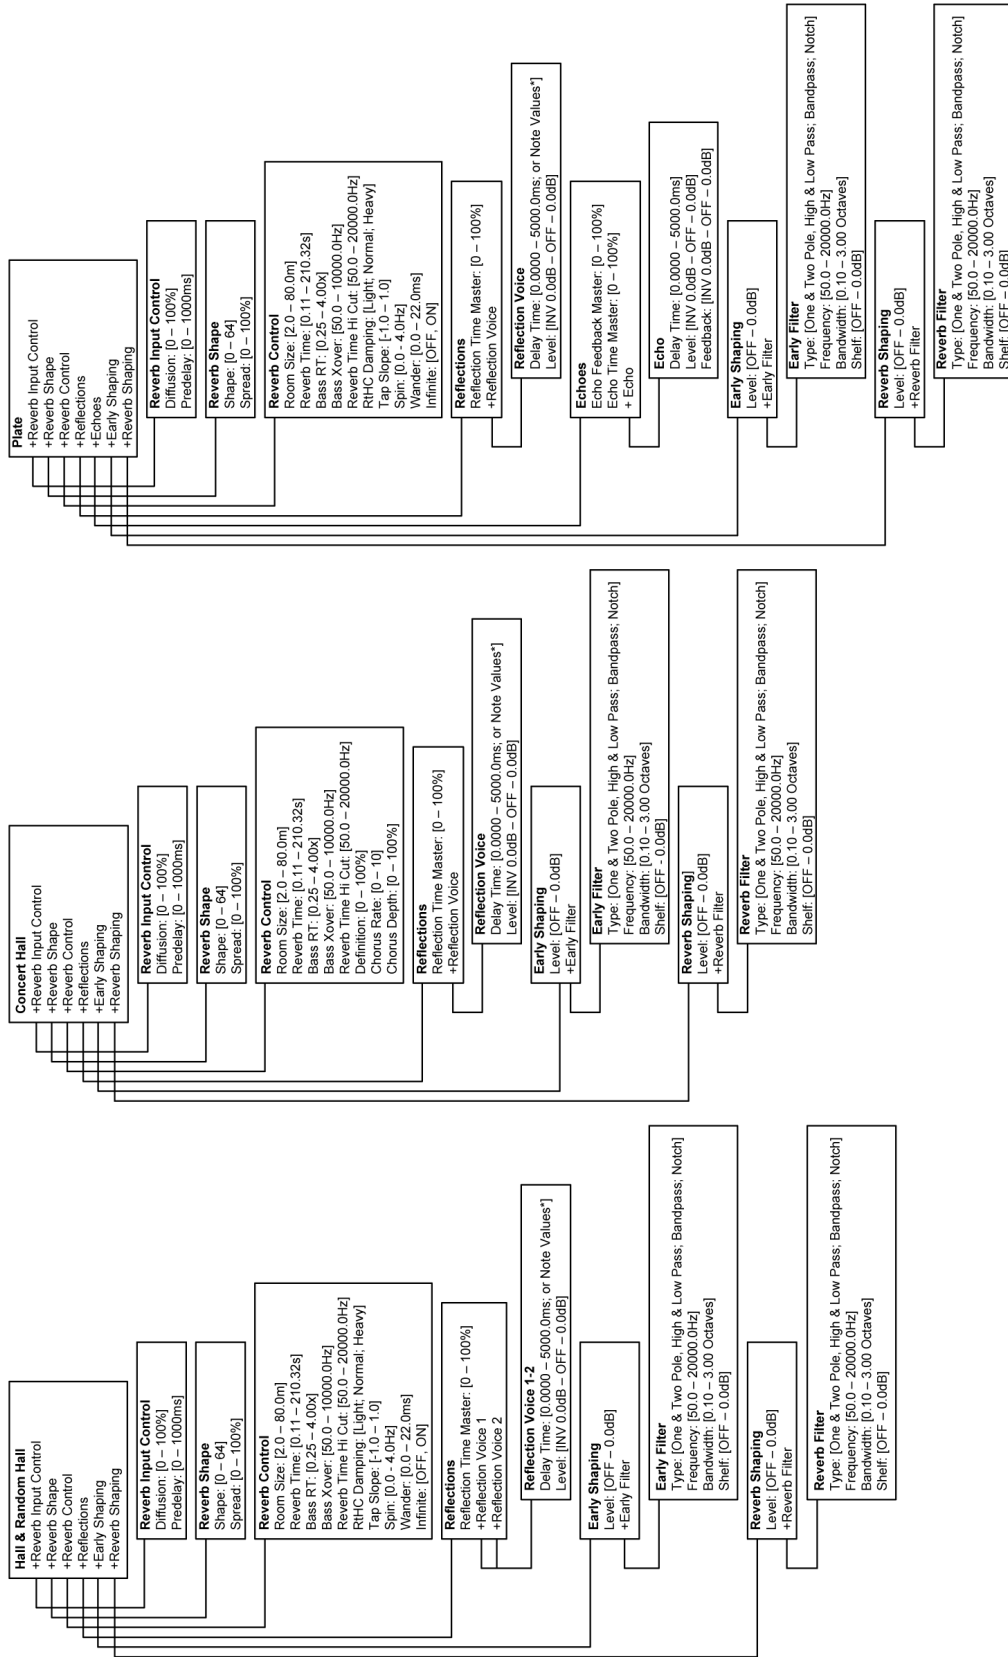 Hall & Random Hall
+Reverb Input Control
+Reverb Shape
+Reverb Control
+Reflections
+Early Shaping
+Reverb Shaping
Reverb Input Control
Diffusion: [0 – 100%]
Predelay: [0 – 1000ms]
Reverb Shape
Shape: [0 – 64]
Spread: [0 – 100%]
Reverb Control
Room Size: [2.0 – 80.0m]
Reverb Time: [0.11 – 210.32s]
Bass RT: [0.25 – 4.00x]
Bass Xover: [50.0 – 10000.0Hz]
Reverb Time Hi Cut: [50.0 – 20000.0Hz]
RtHC Damping: [Light; Normal; Heavy]
Tap Slope: [-1.0 – 1.0]
Spin: [0.0 - 4.0Hz]
Wander: [0.0 – 22.0ms]
Infinite: [OFF, ON]
Reflections
Reflection Time Master: [0 – 100%]
+Reflection Voice 1
+Reflection Voice 2
Reflection Voice 1-2
Delay Time: [0.0000 – 5000.0ms; or Note Values*]
Level: [INV 0.0dB – OFF – 0.0dB]
Early Shaping
Level: [OFF – 0.0dB]
+Early Filter
Early Filter
Type: [One & Two Pole, High & Low Pass; Bandpass; Notch]
Frequency: [50.0 – 20000.0Hz]
Bandwidth: [0.10 – 3.00 Octaves]
Shelf: [OFF – 0.0dB]
Reverb Shaping
Level: [OFF – 0.0dB]
+Reverb Filter
Reverb Filter
Type: [One & Two Pole, High & Low Pass; Bandpass; Notch]
Frequency: [50.0 – 20000.0Hz]
Bandwidth: [0.10 – 3.00 Octaves]
Shelf: [OFF – 0.0dB]
Concert Hall
+Reverb Input Control
+Reverb Shape
+Reverb Control
+Reflections
+Early Shaping
+Reverb Shaping
Reverb Input Control
Diffusion: [0 – 100%]
Predelay: [0 – 1000ms]
Reverb Shape
Shape: [0 – 64]
Spread: [0 – 100%]
Reverb Control
Room Size: [2.0 – 80.0m]
Reverb Time: [0.11 – 210.32s]
Bass RT: [0.25 – 4.00x]
Bass Xover: [50.0 – 10000.0Hz]
Reverb Time Hi Cut: [50.0 – 20000.0Hz]
Definition: [0 – 100%]
Chorus Rate: [0 – 10]
Chorus Depth: [0 – 100%]
Reflections
Reflection Time Master: [0 – 100%]
+Reflection Voice
Reflection Voice
Delay Time: [0.0000 – 5000.0ms; or Note Values*]
Level: [INV 0.0dB – OFF – 0.0dB]
Early Shaping
Level: [OFF – 0.0dB]
+Early Filter
Early Filter
Type: [One & Two Pole, High & Low Pass; Bandpass; Notch]
Frequency: [50.0 – 20000.0Hz]
Bandwidth: [0.10 – 3.00 Octaves]
Shelf: [OFF - 0.0dB]
Reverb Shaping]
Level: [OFF – 0.0dB]
+Reverb Filter
Reverb Filter
Type: [One & Two Pole, High & Low Pass; Bandpass; Notch]
Frequency: [50.0 – 20000.0Hz]
Bandwidth: [0.10 – 3.00 Octaves]
Shelf: [OFF – 0.0dB]
Plate
+Reverb Input Control
+Reverb Shape
+Reverb Control
+Reflections
+Echoes
+Early Shaping
+Reverb Shaping
Reverb Input Control
Diffusion: [0 – 100%]
Predelay: [0 – 1000ms]
Reverb Shape
Shape: [0 – 64]
Spread: [0 – 100%]
Reverb Control
Room Size: [2.0 – 80.0m]
Reverb Time: [0.11 – 210.32s]
Bass RT: [0.25 – 4.00x]
Bass Xover: [50.0 – 10000.0Hz]
Reverb Time Hi Cut: [50.0 – 20000.0Hz]
RtHC Damping: [Light; Normal; Heavy]
Tap Slope: [-1.0 – 1.0]
Spin: [0.0 - 4.0Hz]
Wander: [0.0 – 22.0ms]
Infinite: [OFF, ON]
Reflections
Reflection Time Master: [0 – 100%]
+Reflection Voice
Reflection Voice
Delay Time: [0.0000 – 5000.0ms; or Note Values*]
Level: [INV 0.0dB – OFF – 0.0dB]
Echoes
Echo Feedback Master: [0 – 100%]
Echo Time Master: [0 – 100%]
+ Echo
Echo
Delay Time: [0.0000 – 5000.0ms]
Level: [INV 0.0dB – OFF – 0.0dB]
Feedback: [INV 0.0dB – OFF – 0.0dB]
Early Shaping
Level: [OFF – 0.0dB]
+Early Filter
Early Filter
Type: [One & Two Pole, High & Low Pass; Bandpass; Notch]
Frequency: [50.0 – 20000.0Hz]
Bandwidth: [0.10 – 3.00 Octaves]
Shelf: [OFF – 0.0dB]
Reverb Shaping
Level: [OFF – 0.0dB]
+Reverb Filter
Reverb Filter
Type: [One & Two Pole, High & Low Pass; Bandpass; Notch]
Frequency: [50.0 – 20000.0Hz]
Bandwidth: [0.10 – 3.00 Octaves]
Shelf: [OFF – 0.0dB]